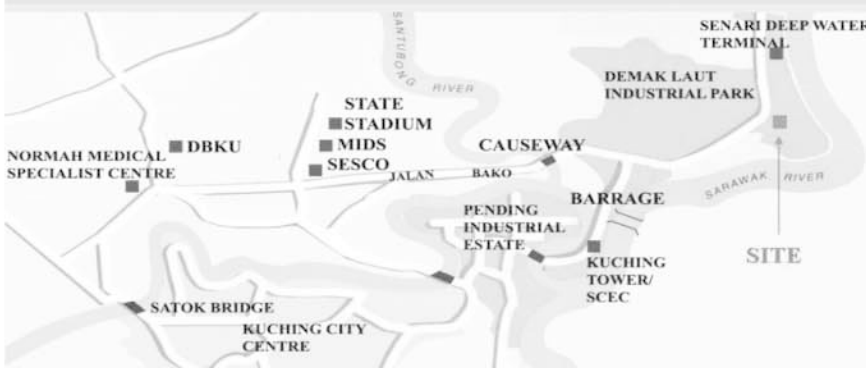 SENARI DEEP WATER
TERMINAL
SANTUBONG
RIVER
DEMAK LAUT
INDUSTRIAL PARK
STATE
STADIUM
MIDS
SESCO
DBKU
NORMAH MEDICAL
SPECIALIST CENTRE
CAUSEWAY
JALAN BAKO
SARAWAK RIVER
BARRAGE
PENDING
INDUSTRIAL
ESTATE
KUCHING
TOWER/
SCEC
SITE
SATOK BRIDGE
KUCHING CITY
CENTRE